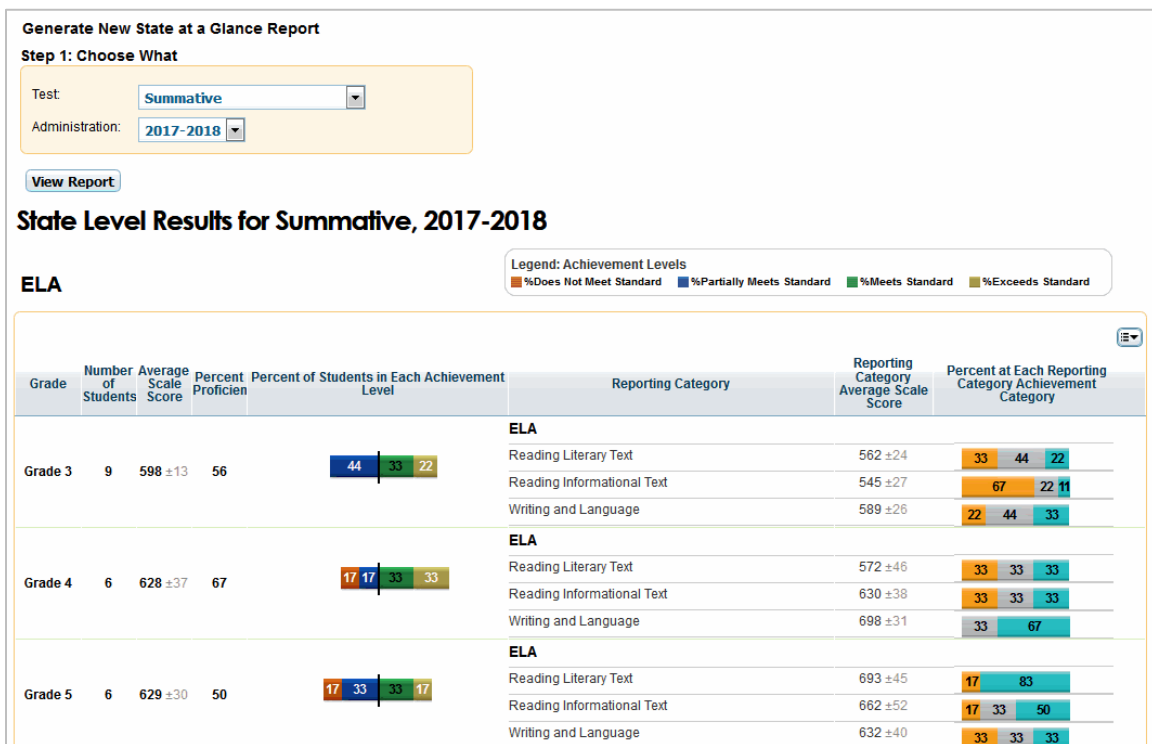 Generate New State at a Glance Report
Step 1: Choose What
Test: Summative
Administration: 2017-2018
View Report
State Level Results for Summative, 2017-2018
Legend: Achievement Levels
%Does Not Meet Standard %Partially Meets Standard %Meets Standard %Exceeds Standard
ELA
Grade
Number of Students
Average Scale Score
Percent Proficien
Percent of Students in Each Achievement Level
Reporting Category
Reporting Category Average Scale Score
Percent at Each Reporting Category Achievement Category
ELA
Grade 3 9 598 ±13 56 44 33 22
Reading Literary Text 562 ±24 33 44 22
Reading Informational Text 545 ±27 67 22 11
Writing and Language 589 ±26 22 44 33
ELA
Grade 4 6 628 ±37 67 17 17 33 33
Reading Literary Text 572 ±46 33 33 33
Reading Informational Text 630 ±38 33 33 33
Writing and Language 698 ±31 33 67
ELA
Grade 5 6 629 ±30 50 17 33 33 17
Reading Literary Text 693 ±45 17 83
Reading Informational Text 662 ±52 17 33 50
Writing and Language 632 ±40 33 33 33